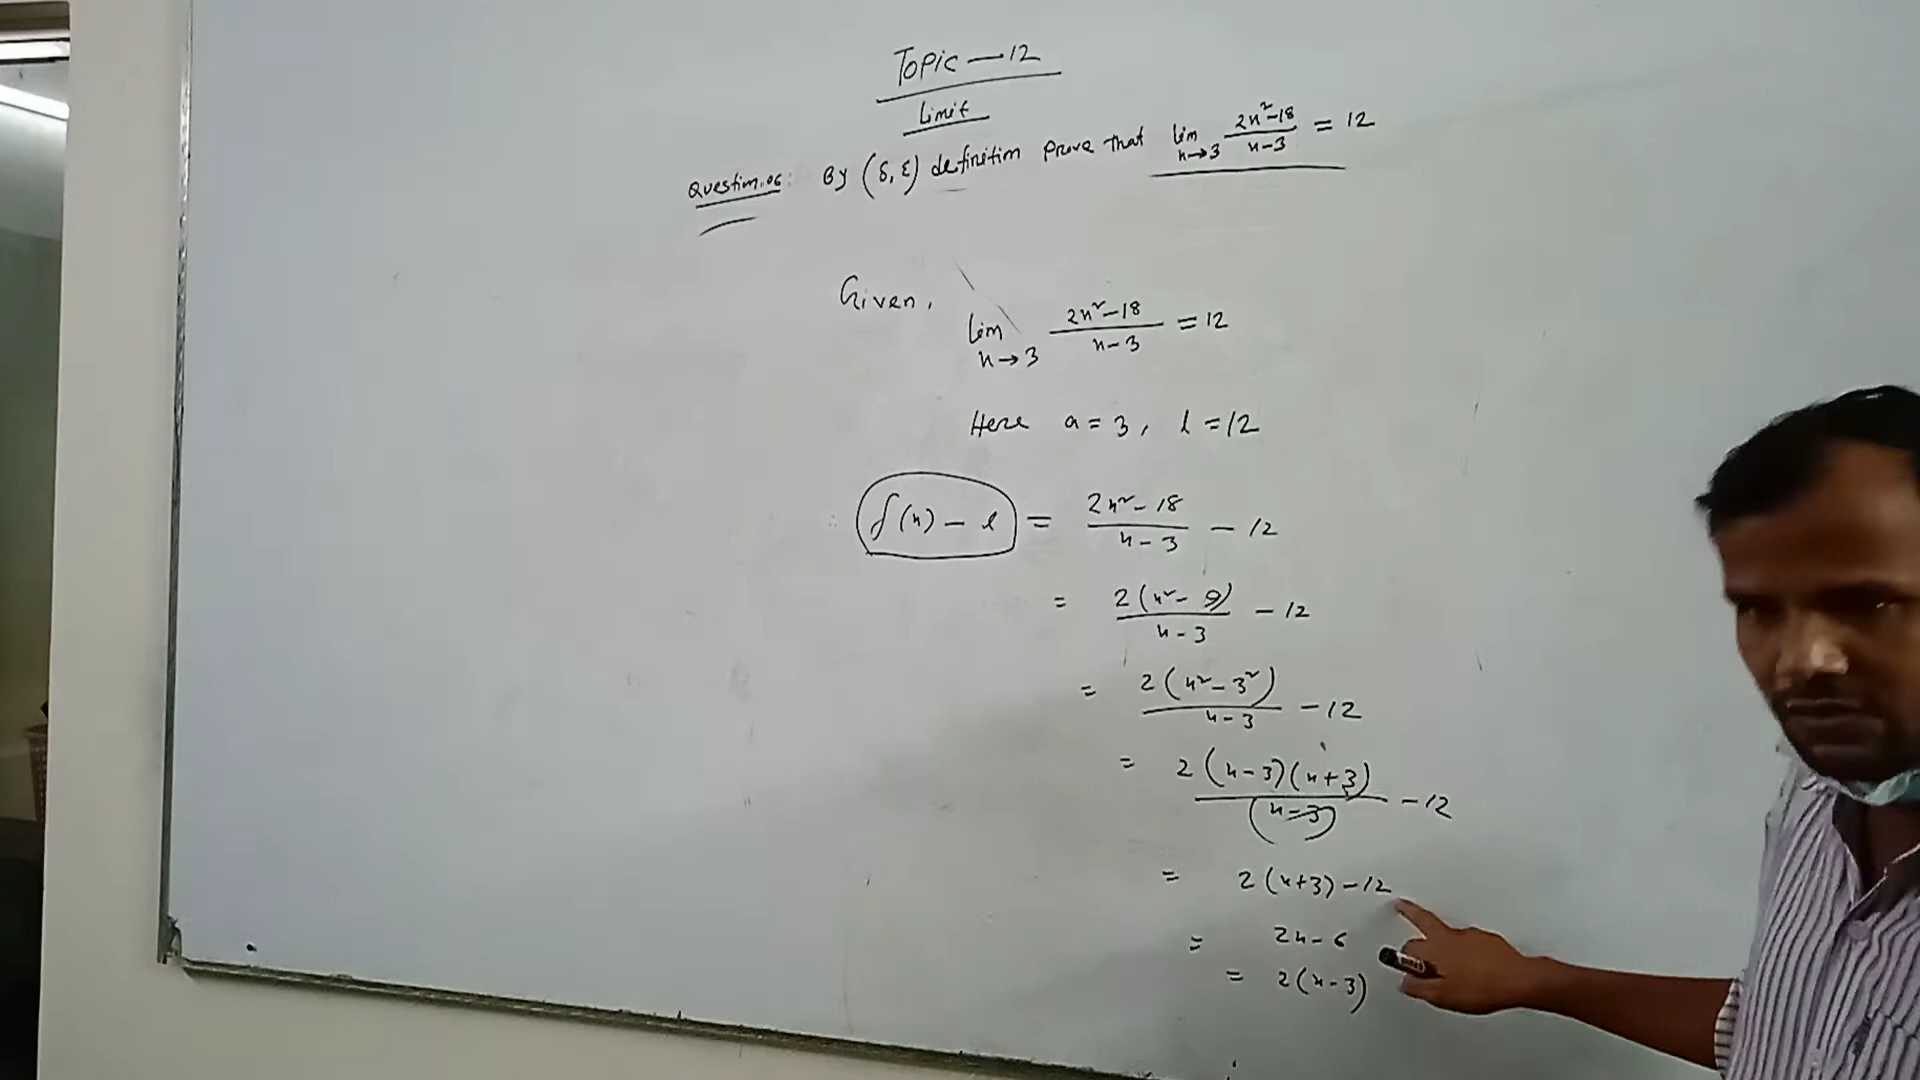 Topic — 12
Limit
Question.06: By (δ, ε) definition prove that lim x→3 (2x²-18)/(x-3) = 12
Given, lim x→3 (2x²-18)/(x-3) = 12
Here a = 3, l = 12
∴ f(x) - l = (2x²-18)/(x-3) - 12
= 2(x²-9)/(x-3) - 12
= 2(x²-3²)/(x-3) - 12
= 2(x-3)(x+3)/(x-3) - 12
= 2(x+3) - 12
= 2x - 6
= 2(x-3)